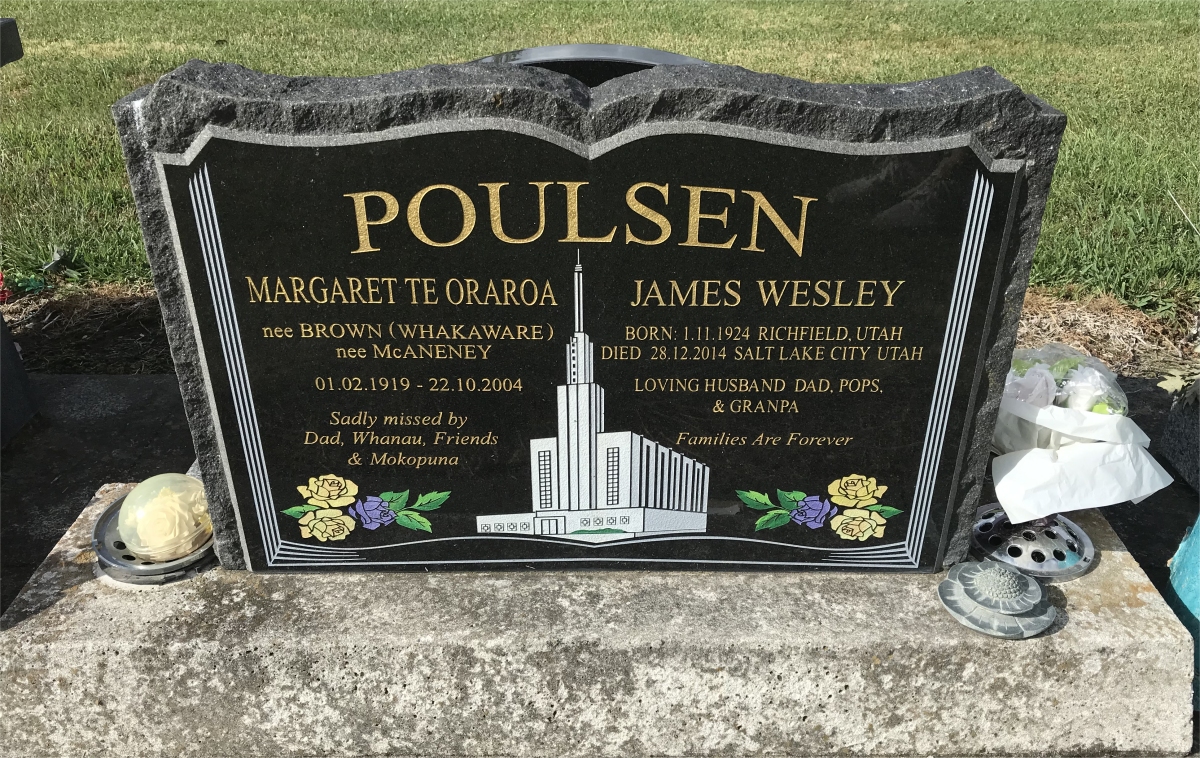 POULSEN
MARGARET TE ORAROA
nee BROWN (WHAKAWARE)
nee McANENEY
01.02.1919 - 22.10.2004
Sadly missed by
Dad, Whanau, Friends
& Mokopuna
JAMES WESLEY
BORN: 1.11.1924 RICHFIELD, UTAH
DIED 28.12.2014 SALT LAKE CITY UTAH
LOVING HUSBAND DAD, POPS,
& GRANPA
Families Are Forever